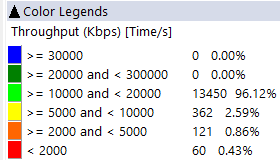 Color Legends
Throughput (Kbps) [Time/s]
>= 30000 0 0.00%
>= 20000 and < 300000 0 0.00%
>= 10000 and < 20000 13450 96.12%
>= 5000 and < 10000 362 2.59%
>= 2000 and < 5000 121 0.86%
< 2000 60 0.43%